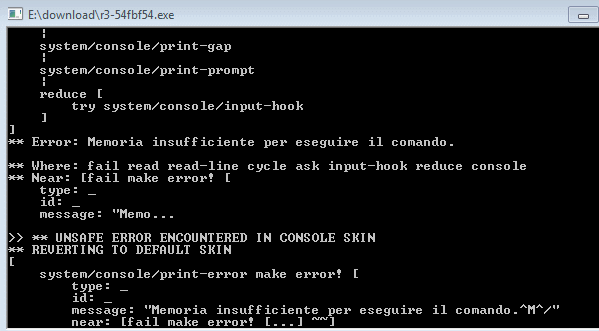 E:\download\r3-54fbf54.exe
¦
system/console/print-gap
¦
system/console/print-prompt
¦
reduce [
try system/console/input-hook
]
]
** Error: Memoria insufficiente per eseguire il comando.
** Where: fail read read-line cycle ask input-hook reduce console
** Near: [fail make error! [
type: _
id: _
message: "Memo...
>> ** UNSAFE ERROR ENCOUNTERED IN CONSOLE SKIN
** REVERTING TO DEFAULT SKIN
[
system/console/print-error make error! [
type: _
id: _
message: "Memoria insufficiente per eseguire il comando.^M^/"
near: [fail make error! [...] ~~]